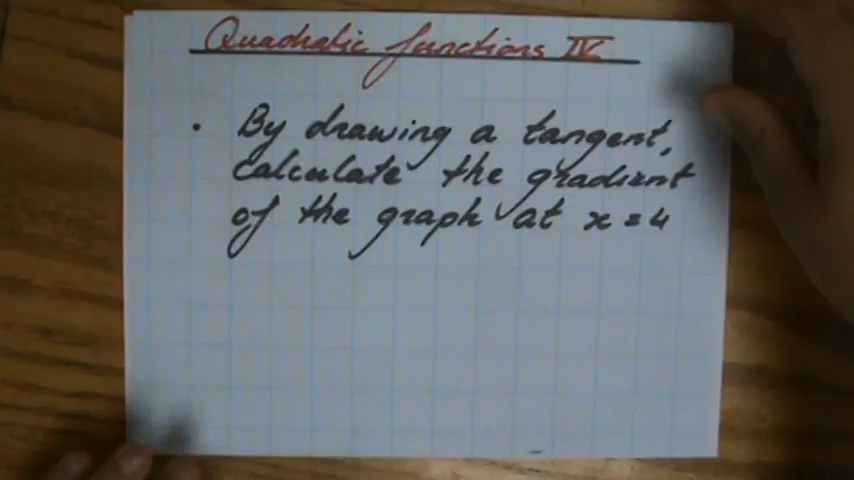 Quadratic functions IV
• By drawing a tangent,
calculate the gradient
of the graph at x = 4